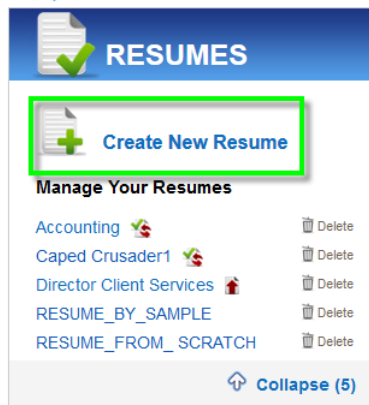 RESUMES
Create New Resume
Manage Your Resumes
Accounting Delete
Caped Crusader1 Delete
Director Client Services Delete
RESUME_BY_SAMPLE Delete
RESUME_FROM_ SCRATCH Delete
Collapse (5)